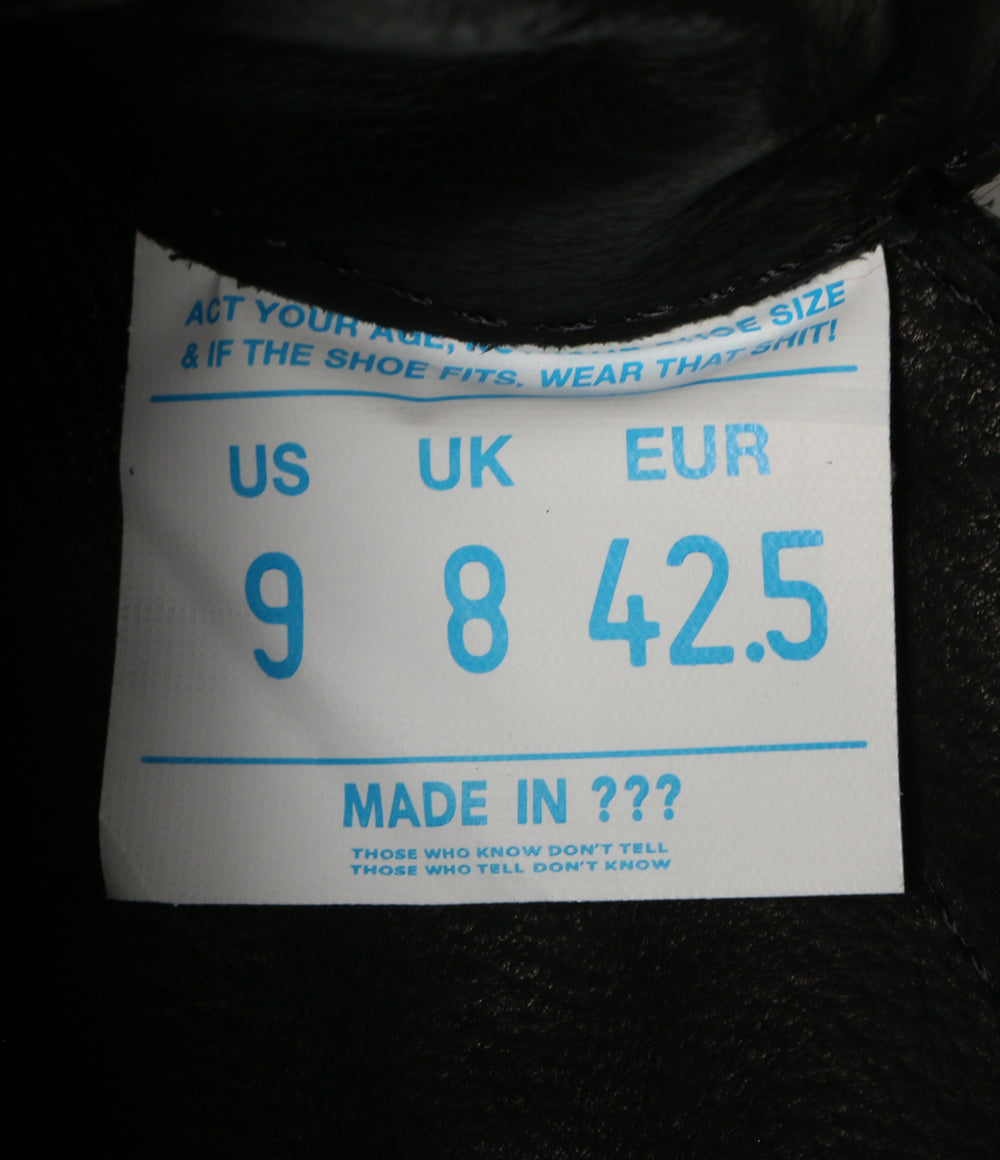 ACT YOUR AGE, SHOE SIZE
& IF THE SHOE FITS, WEAR THAT SHIT!
US UK EUR
9 8 42.5
MADE IN ???
THOSE WHO KNOW DON'T TELL
THOSE WHO TELL DON'T KNOW